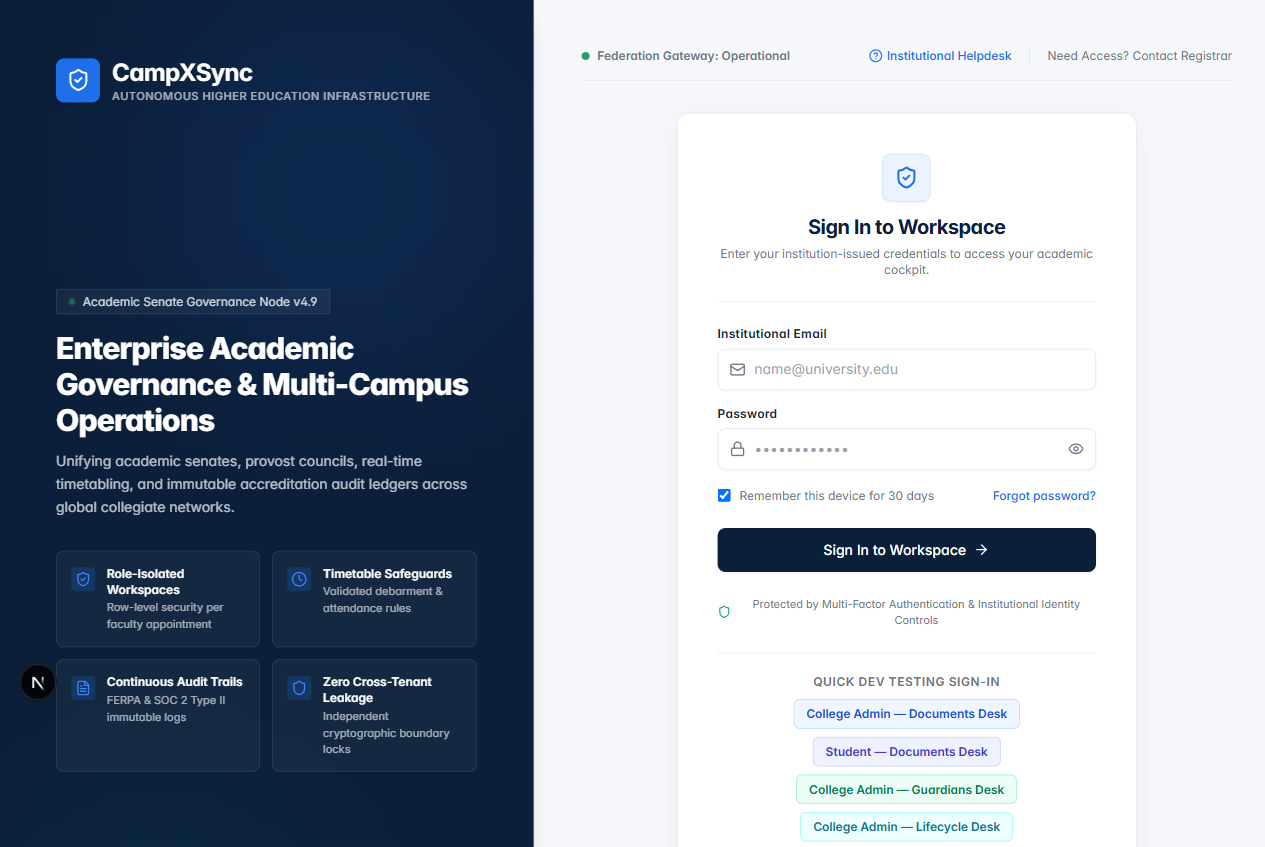 CampXSync
AUTONOMOUS HIGHER EDUCATION INFRASTRUCTURE
Academic Senate Governance Node v4.9
Enterprise Academic
Governance & Multi-Campus
Operations
Unifying academic senates, provost councils, real-time
timetabling, and immutable accreditation audit ledgers across
global collegiate networks.
Role-Isolated
Workspaces
Row-level security per
faculty appointment
Timetable Safeguards
Validated debarment &
attendance rules
Continuous Audit Trails
FERPA & SOC 2 Type II
immutable logs
Zero Cross-Tenant
Leakage
Independent
cryptographic boundary
locks
N
Federation Gateway: Operational
Institutional Helpdesk
Need Access? Contact Registrar
Sign In to Workspace
Enter your institution-issued credentials to access your academic
cockpit.
Institutional Email
name@university.edu
Password
••••••••••••
Remember this device for 30 days
Forgot password?
Sign In to Workspace →
Protected by Multi-Factor Authentication & Institutional Identity
Controls
QUICK DEV TESTING SIGN-IN
College Admin — Documents Desk
Student — Documents Desk
College Admin — Guardians Desk
College Admin — Lifecycle Desk